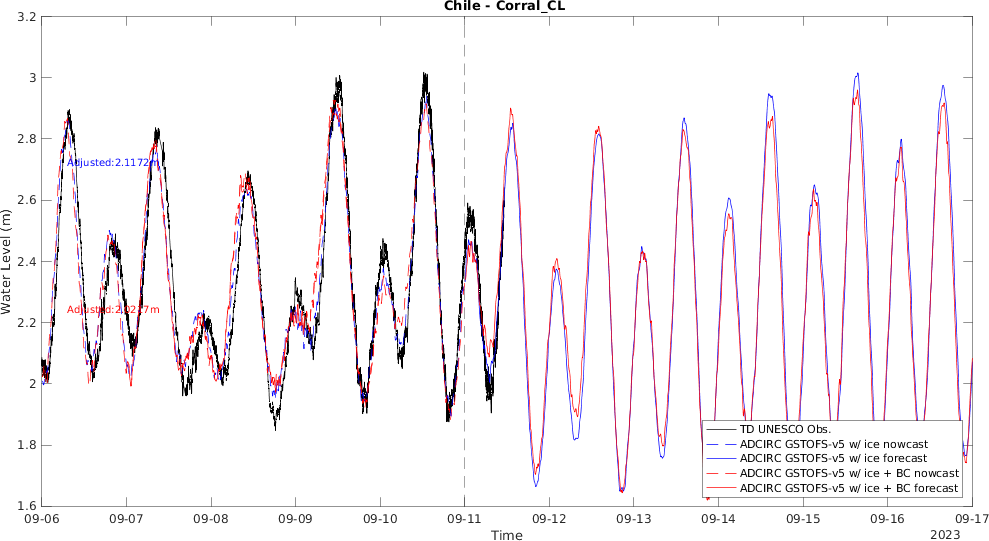 Chile - Corral_CL
3.2
3
2.8
2.6
2.4
2.2
2
1.8
1.6
Water Level (m)
Adjusted:2.1172m
TD UNESCO Obs.
ADCIRC GSTOFS-v5 w/ ice nowcast
ADCIRC GSTOFS-v5 w/ ice forecast
ADCIRC GSTOFS-v5 w/ ice + BC nowcast
ADCIRC GSTOFS-v5 w/ ice + BC forecast
09-06 09-07 09-08 09-09 09-10 09-11 09-12 09-13 09-14 09-15 09-16 09-17
Time
2023